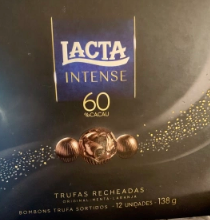 LACTA
INTENSE
60
%CACAU
TRUFAS RECHEADAS
ORIGINAL·MENTA·LARANJA
BOMBONS TRUFA SORTIDOS - 12 UNIDADES · 138 g